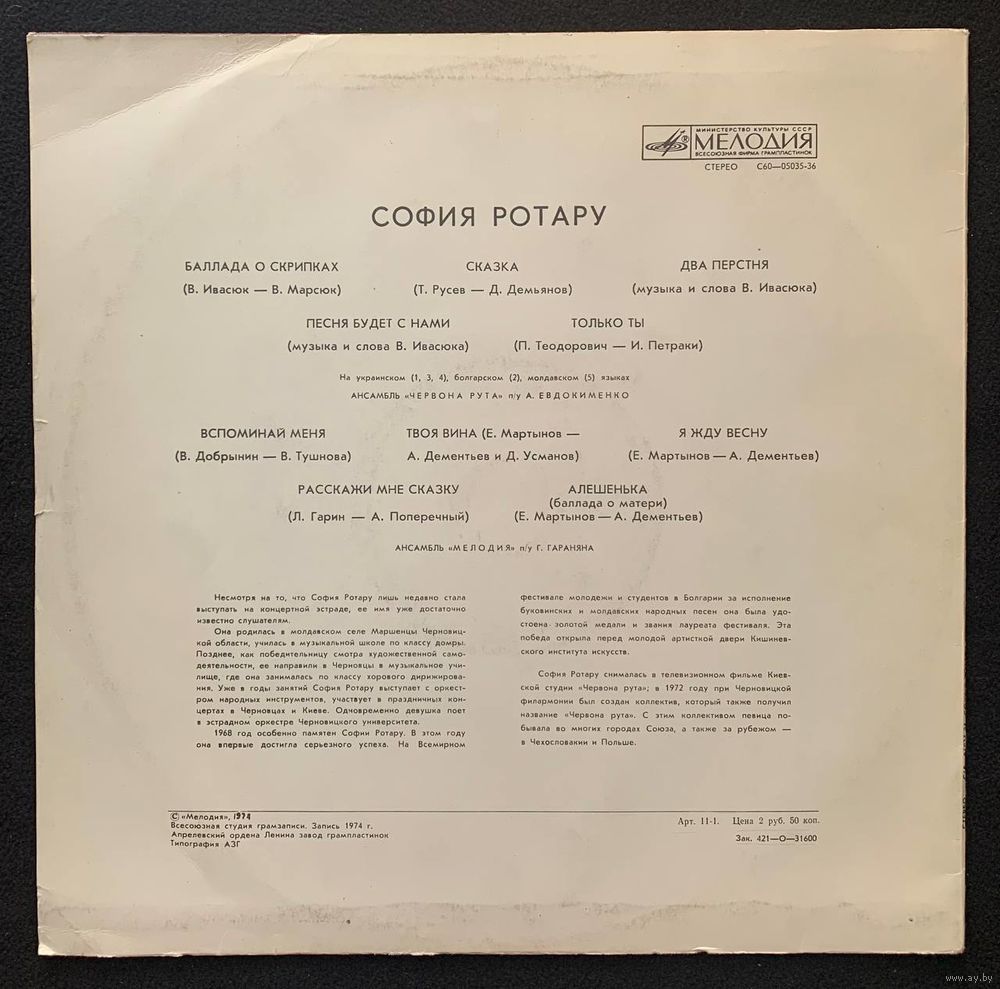 МИНИСТЕРСТВО КУЛЬТУРЫ СССР
МЕЛОДИЯ
ВСЕСОЮЗНАЯ ФИРМА ГРАМПЛАСТИНОК
СТЕРЕО С60—05035-36
СОФИЯ РОТАРУ
БАЛЛАДА О СКРИПКАХ СКАЗКА ДВА ПЕРСТНЯ
(В. Ивасюк — В. Марсюк) (Т. Русев — Д. Демьянов) (музыка и слова В. Ивасюка)
ПЕСНЯ БУДЕТ С НАМИ ТОЛЬКО ТЫ
(музыка и слова В. Ивасюка) (П. Теодорович — И. Петраки)
На украинском (1, 3, 4), болгарском (2), молдавском (5) языках
АНСАМБЛЬ «ЧЕРВОНА РУТА» п/у А. ЕВДОКИМЕНКО
ВСПОМИНАЙ МЕНЯ ТВОЯ ВИНА (Е. Мартынов — Я ЖДУ ВЕСНУ
(В. Добрынин — В. Тушнова) А. Дементьев и Д. Усманов) (Е. Мартынов — А. Дементьев)
РАССКАЖИ МНЕ СКАЗКУ АЛЕШЕНЬКА
(баллада о матери)
(Л. Гарин — А. Поперечный) (Е. Мартынов — А. Дементьев)
АНСАМБЛЬ «МЕЛОДИЯ» п/у Г. ГАРАНЯНА
Несмотря на то, что София Ротару лишь недавно стала
выступать на концертной эстраде, ее имя уже достаточно
известно слушателям.
Она родилась в молдавском селе Маршенцы Черновиц-
кой области, училась в музыкальной школе по классу домры.
Позднее, как победительницу смотра художественной само-
деятельности, ее направили в Черновцы в музыкальное учи-
лище, где она занималась по классу хорового дирижирова-
ния. Уже в годы занятий София Ротару выступает с оркест-
ром народных инструментов, участвует в праздничных кон-
цертах в Черновцах и Киеве. Одновременно девушка поет
в эстрадном оркестре Черновицкого университета.
1968 год особенно памятен Софии Ротару. В этом году
она впервые достигла серьезного успеха. На Всемирном
фестивале молодежи и студентов в Болгарии за исполнение
буковинских и молдавских народных песен она была удо-
стоена золотой медали и звания лауреата фестиваля. Эта
победа открыла перед молодой артисткой двери Кишинев-
ского института искусств.
София Ротару снималась в телевизионном фильме Киев-
ской студии «Червона рута»; в 1972 году при Черновицкой
филармонии был создан коллектив, который также получил
название «Червона рута». С этим коллективом певица по-
бывала во многих городах Союза, а также за рубежом —
в Чехословакии и Польше.
© «Мелодия», 1974
Всесоюзная студия грамзаписи. Запись 1974 г.
Апрелевский ордена Ленина завод грампластинок
Типография АЗГ
Арт. 11-1. Цена 2 руб. 50 коп.
Зак. 421—О—31600
www.ay.by